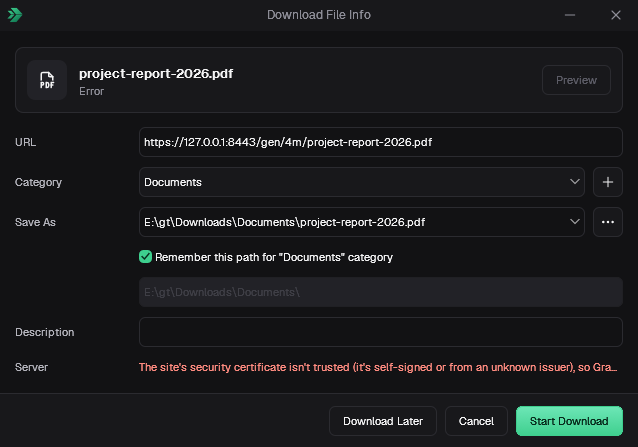 Download File Info
project-report-2026.pdf
PDF
Error
Preview
URL
https://127.0.0.1:8443/gen/4m/project-report-2026.pdf
Category
Documents
Save As
E:\gt\Downloads\Documents\project-report-2026.pdf
Remember this path for "Documents" category
E:\gt\Downloads\Documents\
Description
Server
The site's security certificate isn't trusted (it's self-signed or from an unknown issuer), so Gra...
Download Later
Cancel
Start Download